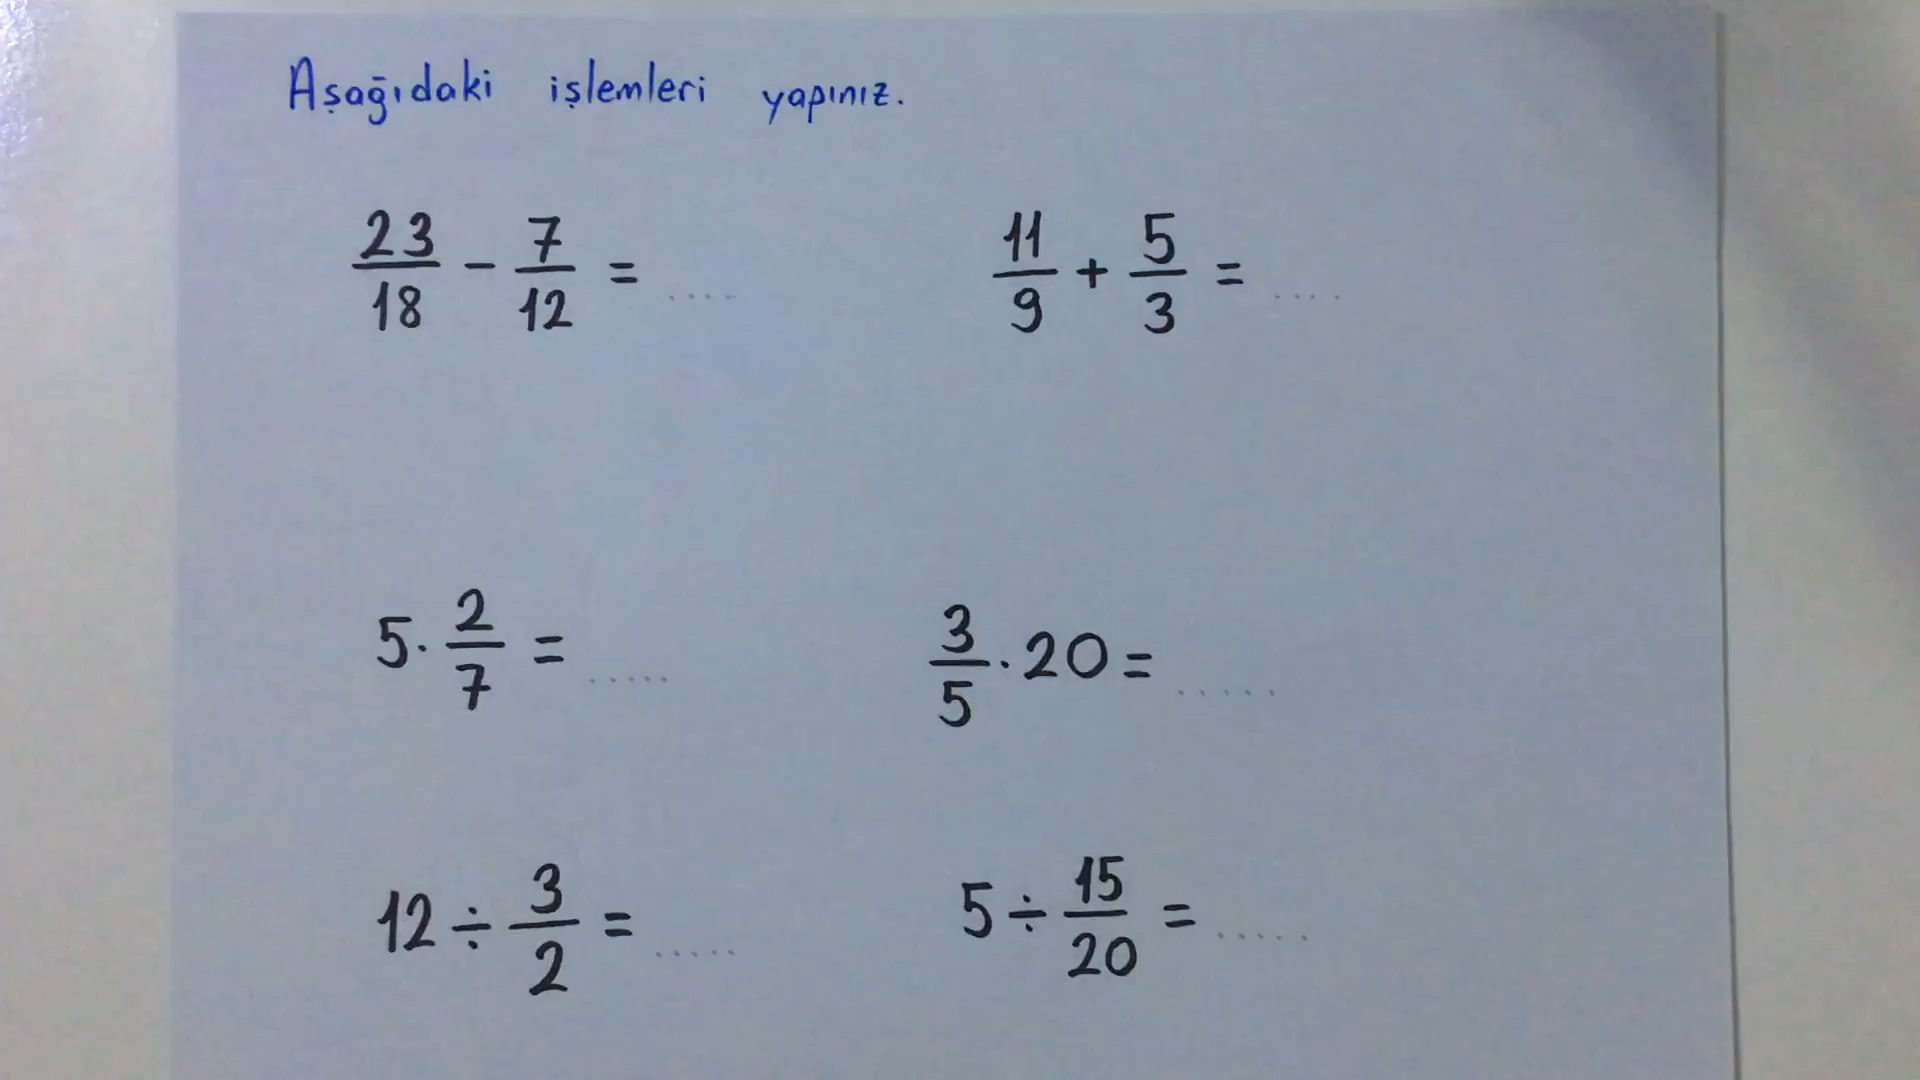 Aşağıdaki işlemleri yapınız.
23/18 - 7/12 = ....
11/9 + 5/3 = ....
5 . 2/7 = .....
3/5 . 20 = .....
12 ÷ 3/2 = .....
5 ÷ 15/20 = .....